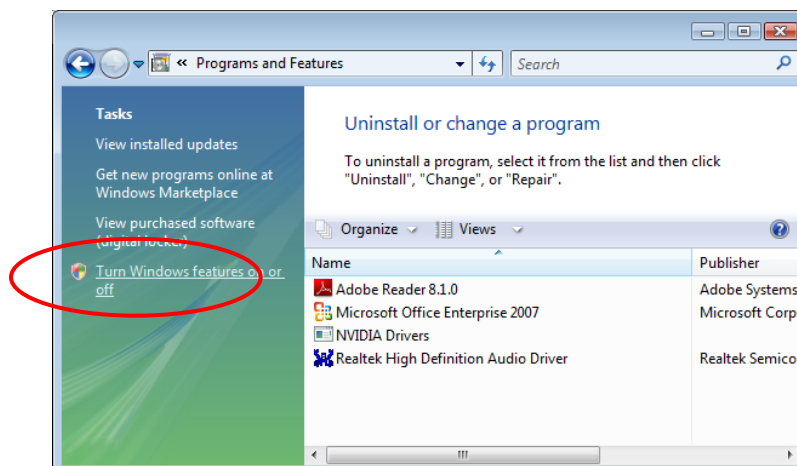 « Programs and Features
Search
Tasks
View installed updates
Get new programs online at
Windows Marketplace
View purchased software
(digital locker)
Turn Windows features on or
off
Uninstall or change a program
To uninstall a program, select it from the list and then click
"Uninstall", "Change", or "Repair".
Organize Views
Name Publisher
Adobe Reader 8.1.0 Adobe Systems
Microsoft Office Enterprise 2007 Microsoft Corp
NVIDIA Drivers
Realtek High Definition Audio Driver Realtek Semico